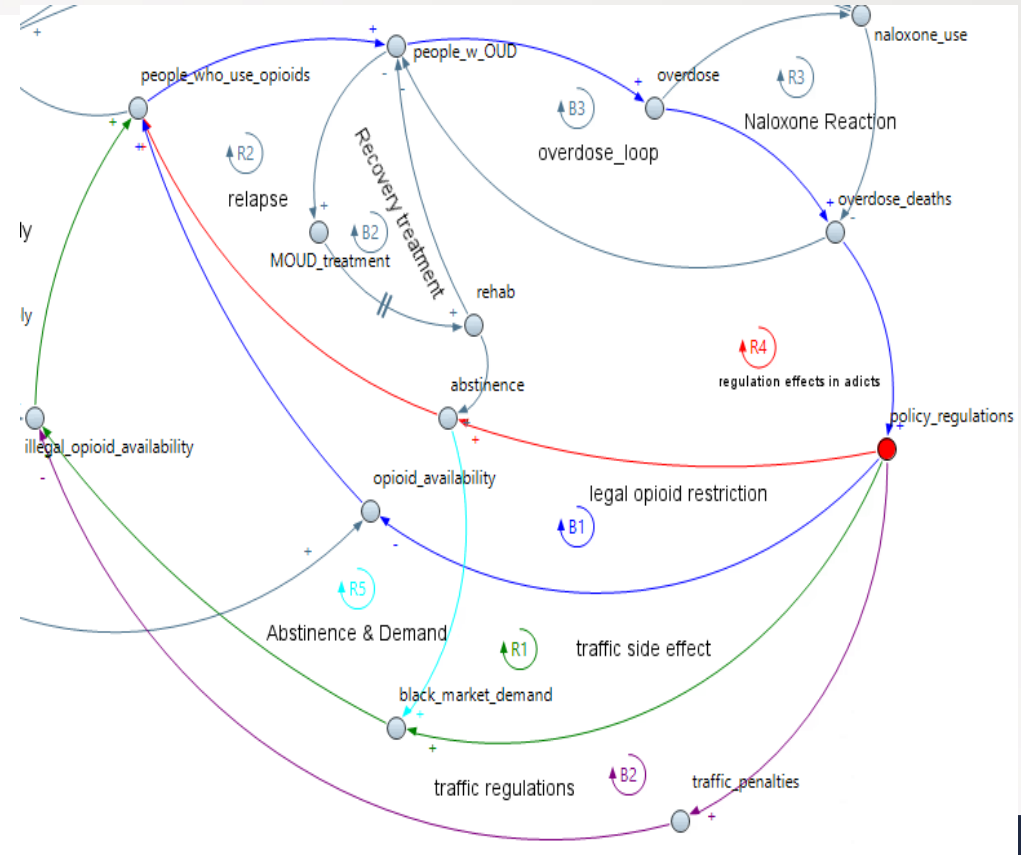 naloxone_use
people_w_OUD
people_who_use_opioids
overdose
R3
B3
Naloxone Reaction
R2
overdose_loop
relapse
Recovery treatment
overdose_deaths
B2
MOUD_treatment
rehab
R4
regulation effects in adicts
abstinence
policy_regulations
illegal_opioid_availability
opioid_availability
legal opioid restriction
B1
R5
Abstinence & Demand
R1
traffic side effect
black_market_demand
B2
traffic regulations
traffic_penalties
ly
ly